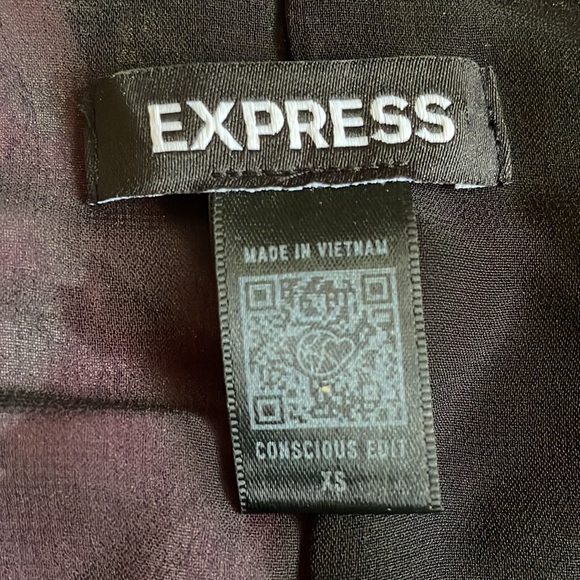 EXPRESS
MADE IN VIETNAM
CONSCIOUS EDIT
XS